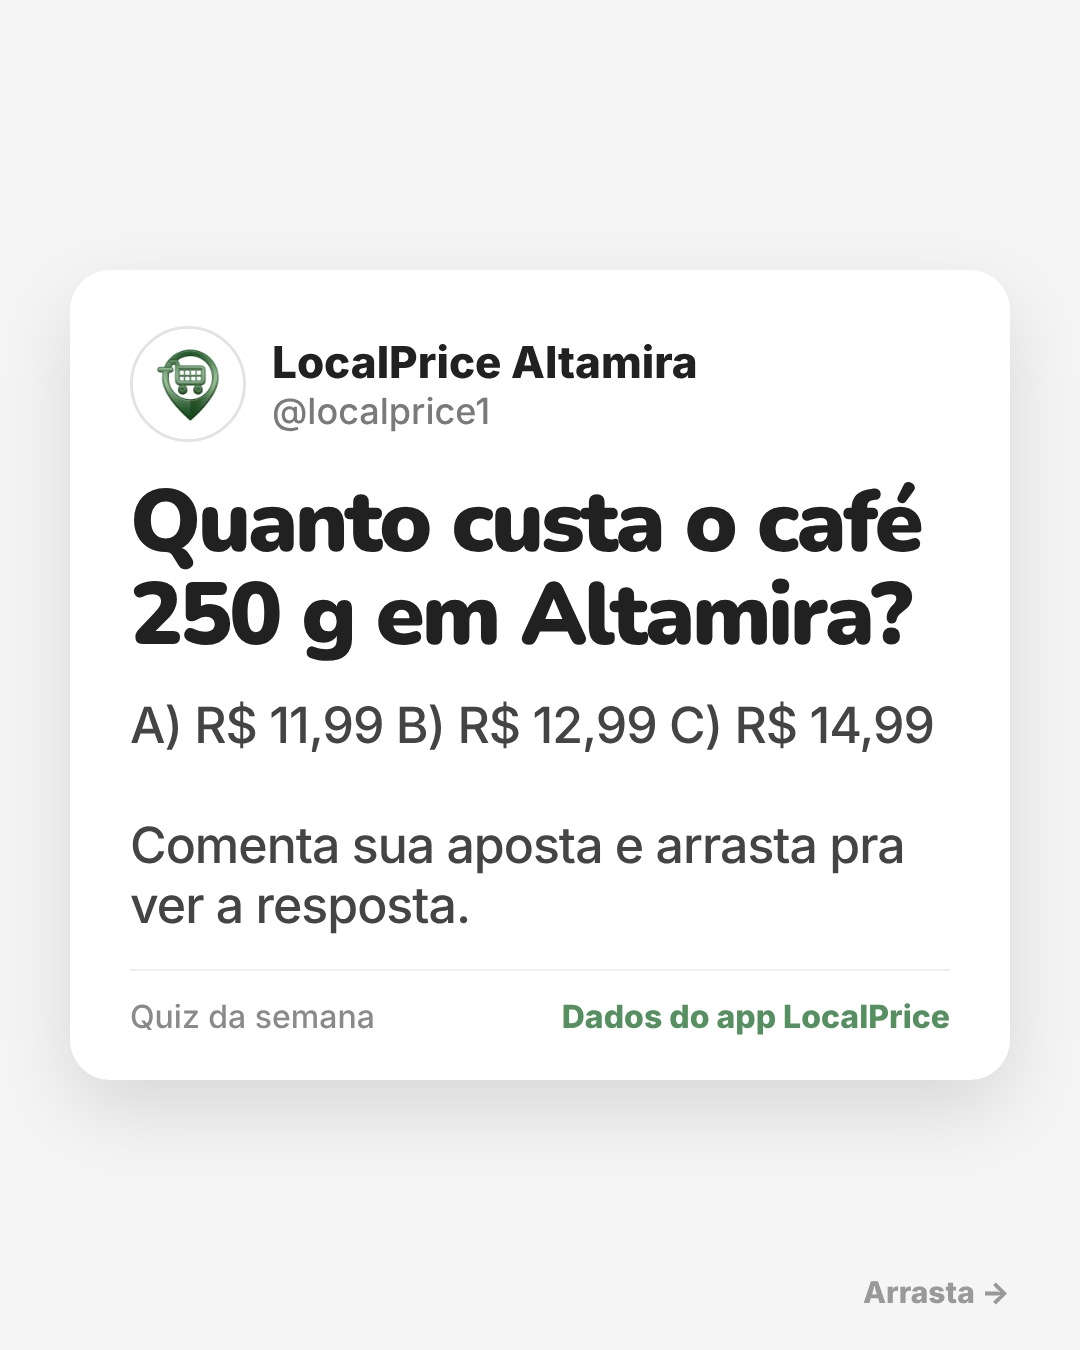 LocalPrice Altamira
@localprice1
Quanto custa o café
250 g em Altamira?
A) R$ 11,99 B) R$ 12,99 C) R$ 14,99
Comenta sua aposta e arrasta pra
ver a resposta.
Quiz da semana
Dados do app LocalPrice
Arrasta →